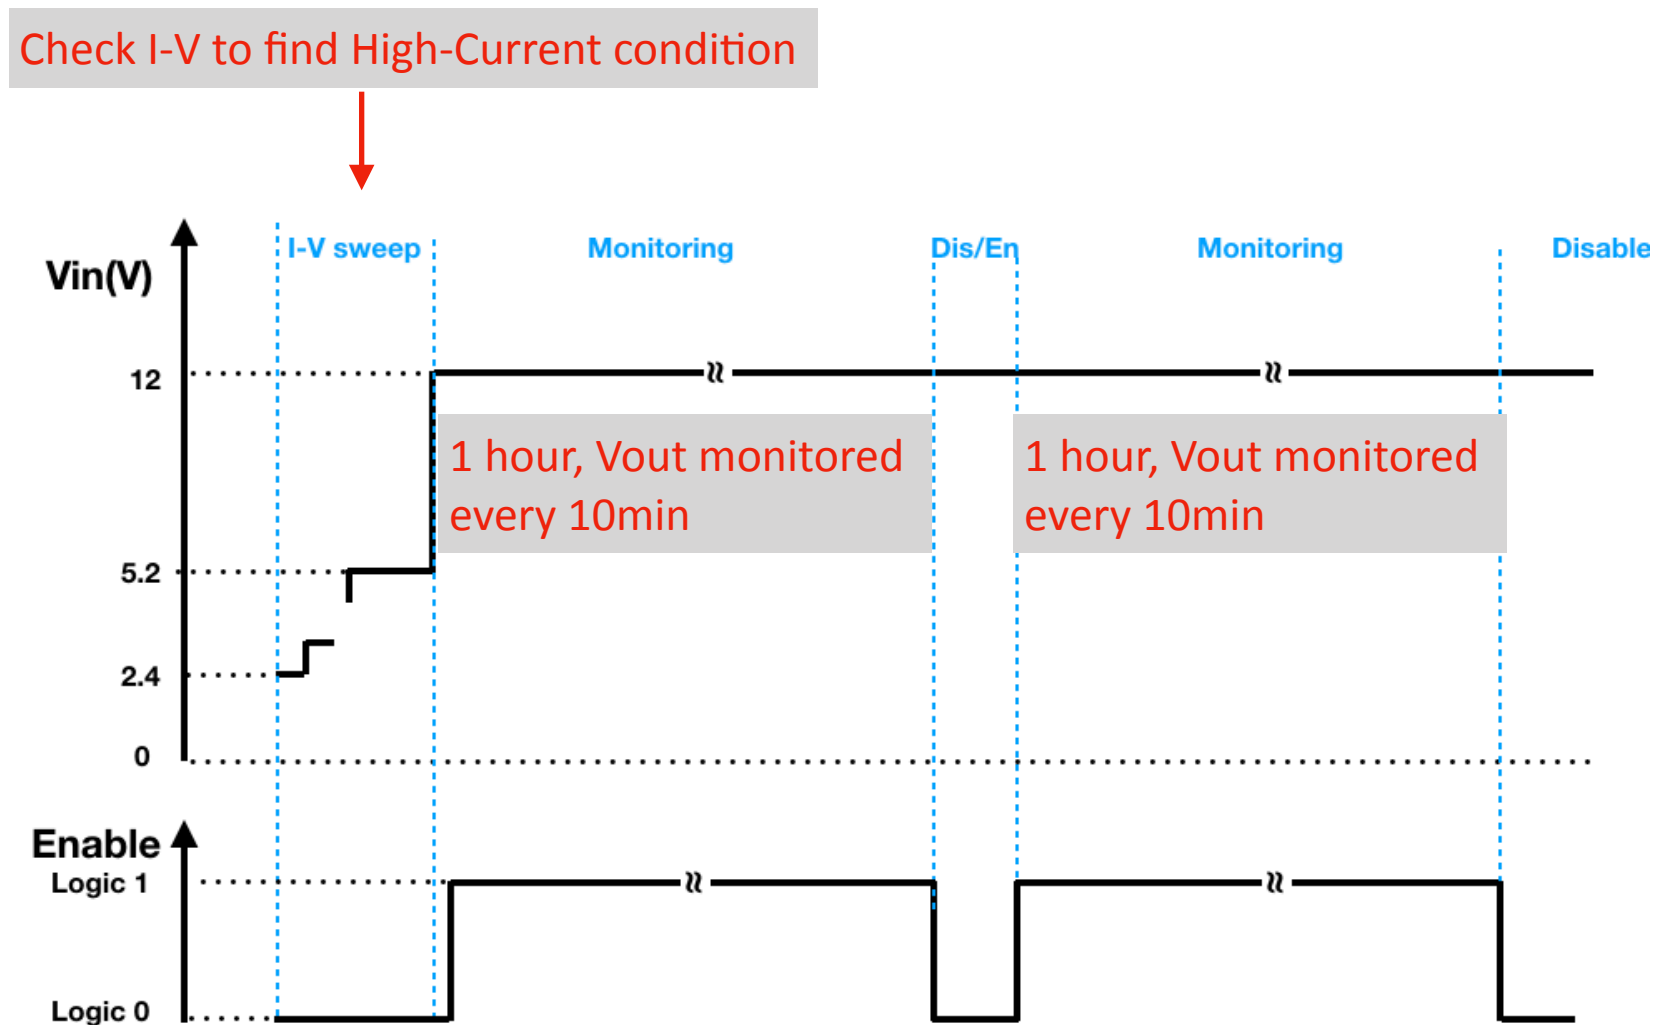 Check I-V to find High-Current condition
I-V sweep
Monitoring
Dis/En
Monitoring
Disable
Vin(V)
12
1 hour, Vout monitored
every 10min
1 hour, Vout monitored
every 10min
5.2
2.4
0
Enable
Logic 1
Logic 0